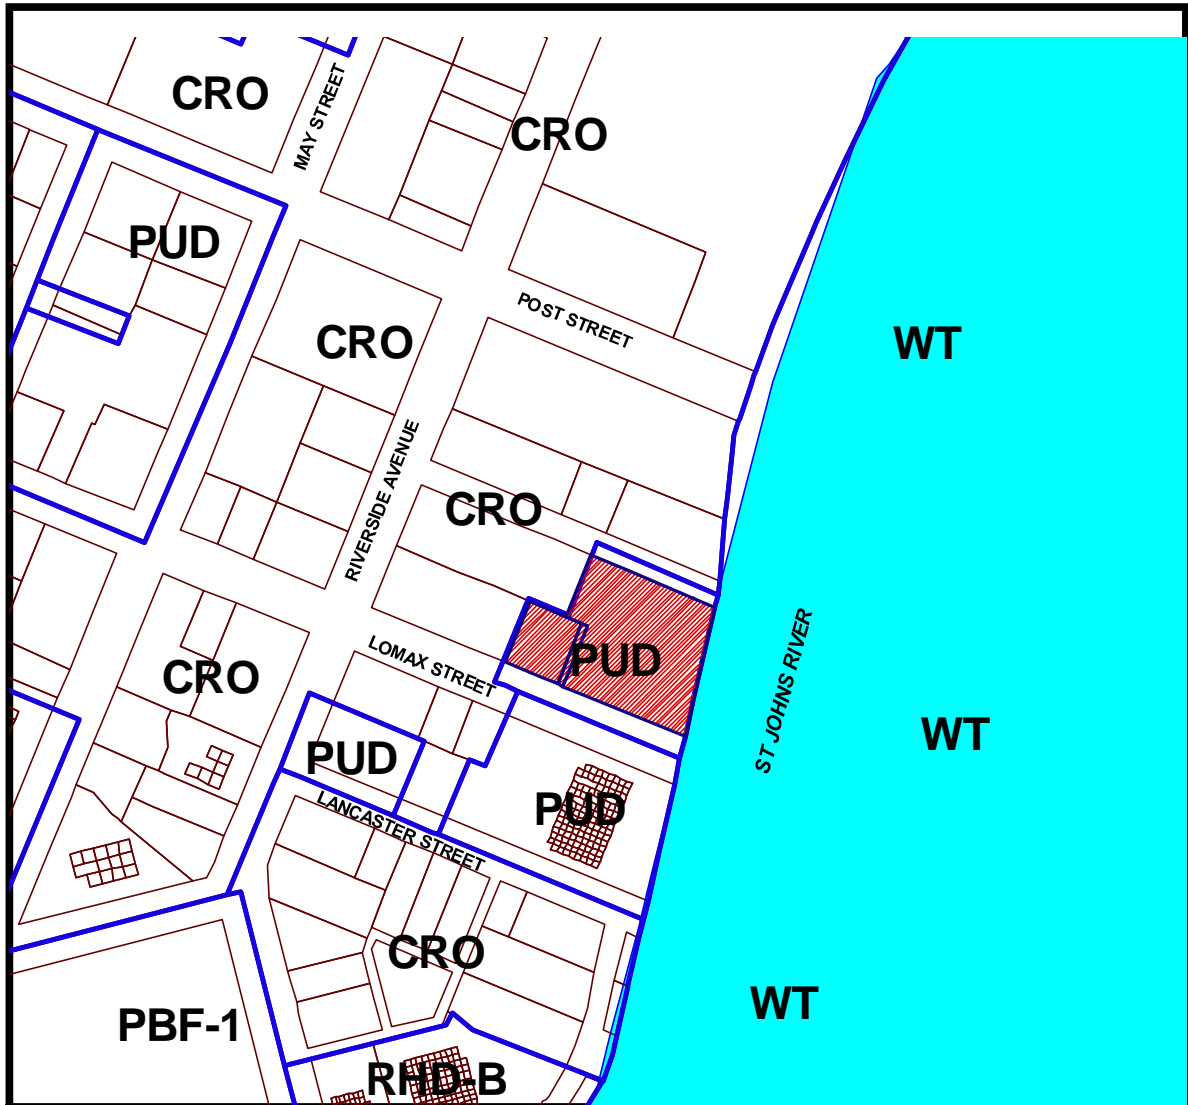 CRO
MAY STREET
CRO
PUD
POST STREET
CRO
WT
RIVERSIDE AVENUE
CRO
LOMAX STREET
PUD
ST JOHNS RIVER
CRO
WT
PUD
PUD
LANCASTER STREET
CRO
WT
PBF-1
RHD-B